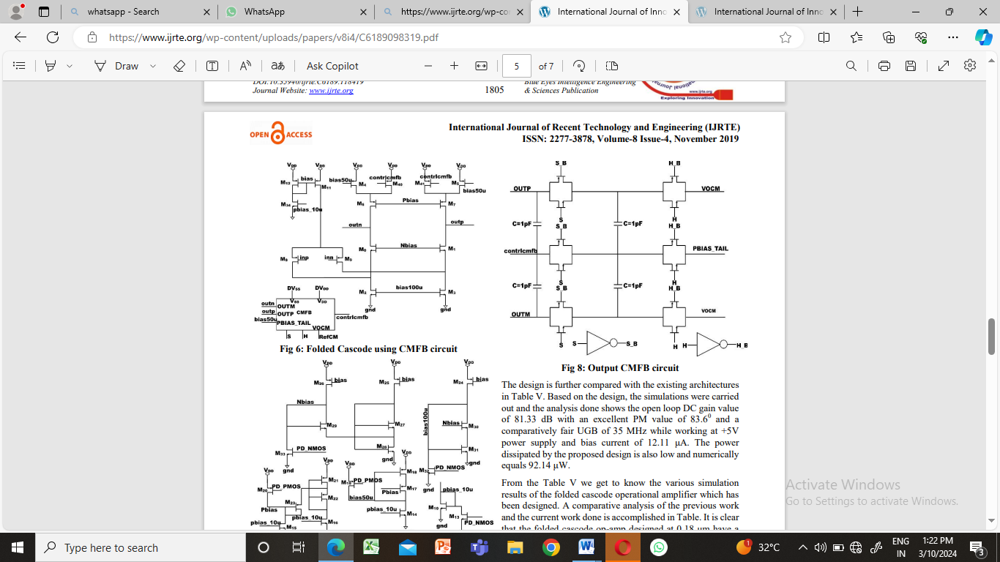 whatsapp - Search
WhatsApp
https://www.ijrte.org/wp-co
International Journal of Inno
International Journal of Inno
https://www.ijrte.org/wp-content/uploads/papers/v8i4/C6189098319.pdf
Draw
Ask Copilot
5
of 7
DOI:10.35940/ijrte.C6189.118419
Journal Website: www.ijrte.org
1805
Blue Eyes Intelligence Engineering
& Sciences Publication
www.ijrte.org
Exploring Innovation
OPEN ACCESS
International Journal of Recent Technology and Engineering (IJRTE)
ISSN: 2277-3878, Volume-8 Issue-4, November 2019
VDD VDD VDD VDD VDD VDD
M12 bias M11 bias50u M4 contrlcmfb M40 contrlcmfb M41 M5 bias50u
M34 pbias_10u M6 Pbias M7
outn outp
M0 Nbias M1
M8 inp inn M9
M2 bias100u M3
gnd gnd
DVSS DVDD
VSS VDD
outn OUTM
outp OUTP CMFB
bias50u PBIAS_TAIL contrlcmfb
VOCM
S H RefCM
Fig 6: Folded Cascode using CMFB circuit
VDD VDD VDD
M26 bias M25 bias M24 bias
Nbias
bias100u
M29 M27 Nbias M30
M33 PD_NMOS M28 M31
gnd gnd gnd
VDD VDD VDD VDD
M20 PD_PMOS M21 M19 PD_PMOS M18 M32 PD_NMOS
M23 M22 bias50u Pbias M17 gnd pbias_10u
Pbias pbias_10u pbias_10u M14 M10
pbias_10u M15 M16 M13 PD_NMOS
gnd
S_B H_B
OUTP VOCM
S H
C=1pF C=1pF
S_B H_B
contrlcmfb PBIAS_TAIL
S H
C=1pF C=1pF
S_B H_B
OUTM VOCM
S S S_B H H H_B
Fig 8: Output CMFB circuit
The design is further compared with the existing architectures
in Table V. Based on the design, the simulations were carried
out and the analysis done shows the open loop DC gain value
of 81.33 dB with an excellent PM value of 83.6⁰ and a
comparatively fair UGB of 35 MHz while working at +5V
power supply and bias current of 12.11 µA. The power
dissipated by the proposed design is also low and numerically
equals 92.14 µW.
From the Table V we get to know the various simulation
results of the folded cascode operational amplifier which has
been designed. A comparative analysis of the previous work
and the current work done is accomplished in Table. It is clear
that the folded cascode op-amp designed at 0.18 µm have a
Activate Windows
Go to Settings to activate Windows.
Type here to search
1
32°C
ENG
IN
1:22 PM
3/10/2024
3